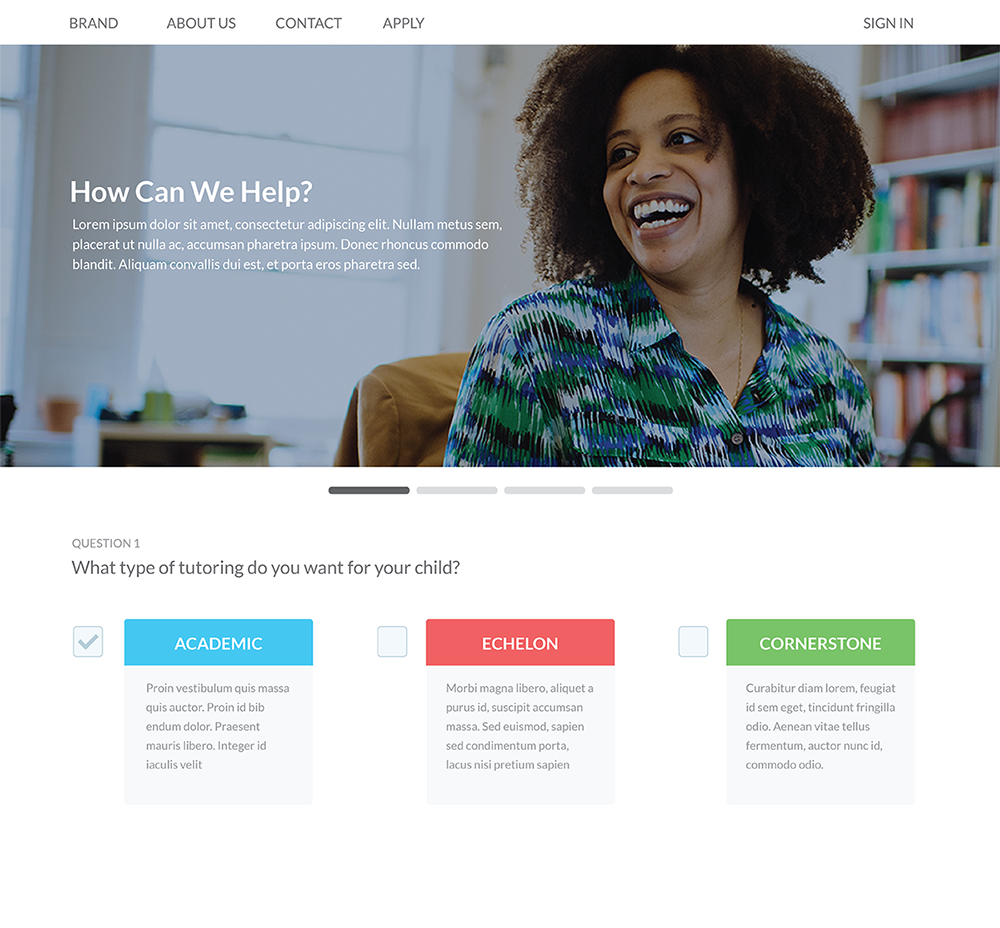 BRAND ABOUT US CONTACT APPLY SIGN IN
How Can We Help?
Lorem ipsum dolor sit amet, consectetur adipiscing elit. Nullam metus sem,
placerat ut nulla ac, accumsan pharetra ipsum. Donec rhoncus commodo
blandit. Aliquam convallis dui est, et porta eros pharetra sed.
QUESTION 1
What type of tutoring do you want for your child?
ACADEMIC
Proin vestibulum quis massa
quis auctor. Proin id bib
endum dolor. Praesent
mauris libero. Integer id
iaculis velit
ECHELON
Morbi magna libero, aliquet a
purus id, suscipit accumsan
massa. Sed euismod, sapien
sed condimentum porta,
lacus nisi pretium sapien
CORNERSTONE
Curabitur diam lorem, feugiat
id sem eget, tincidunt fringilla
odio. Aenean vitae tellus
fermentum, auctor nunc id,
commodo odio.